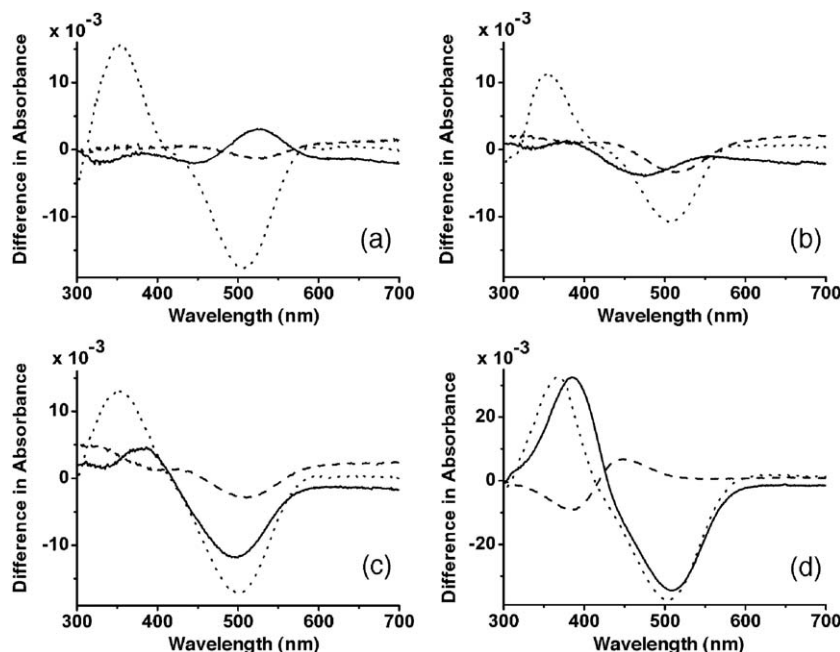 x 10⁻³
10
0
-10
Difference in Absorbance
300 400 500 600 700
Wavelength (nm)
(a)
x 10⁻³
10
0
-10
Difference in Absorbance
300 400 500 600 700
Wavelength (nm)
(b)
x 10⁻³
10
0
-10
Difference in Absorbance
300 400 500 600 700
Wavelength (nm)
(c)
x 10⁻³
20
0
-20
Difference in Absorbance
300 400 500 600 700
Wavelength (nm)
(d)